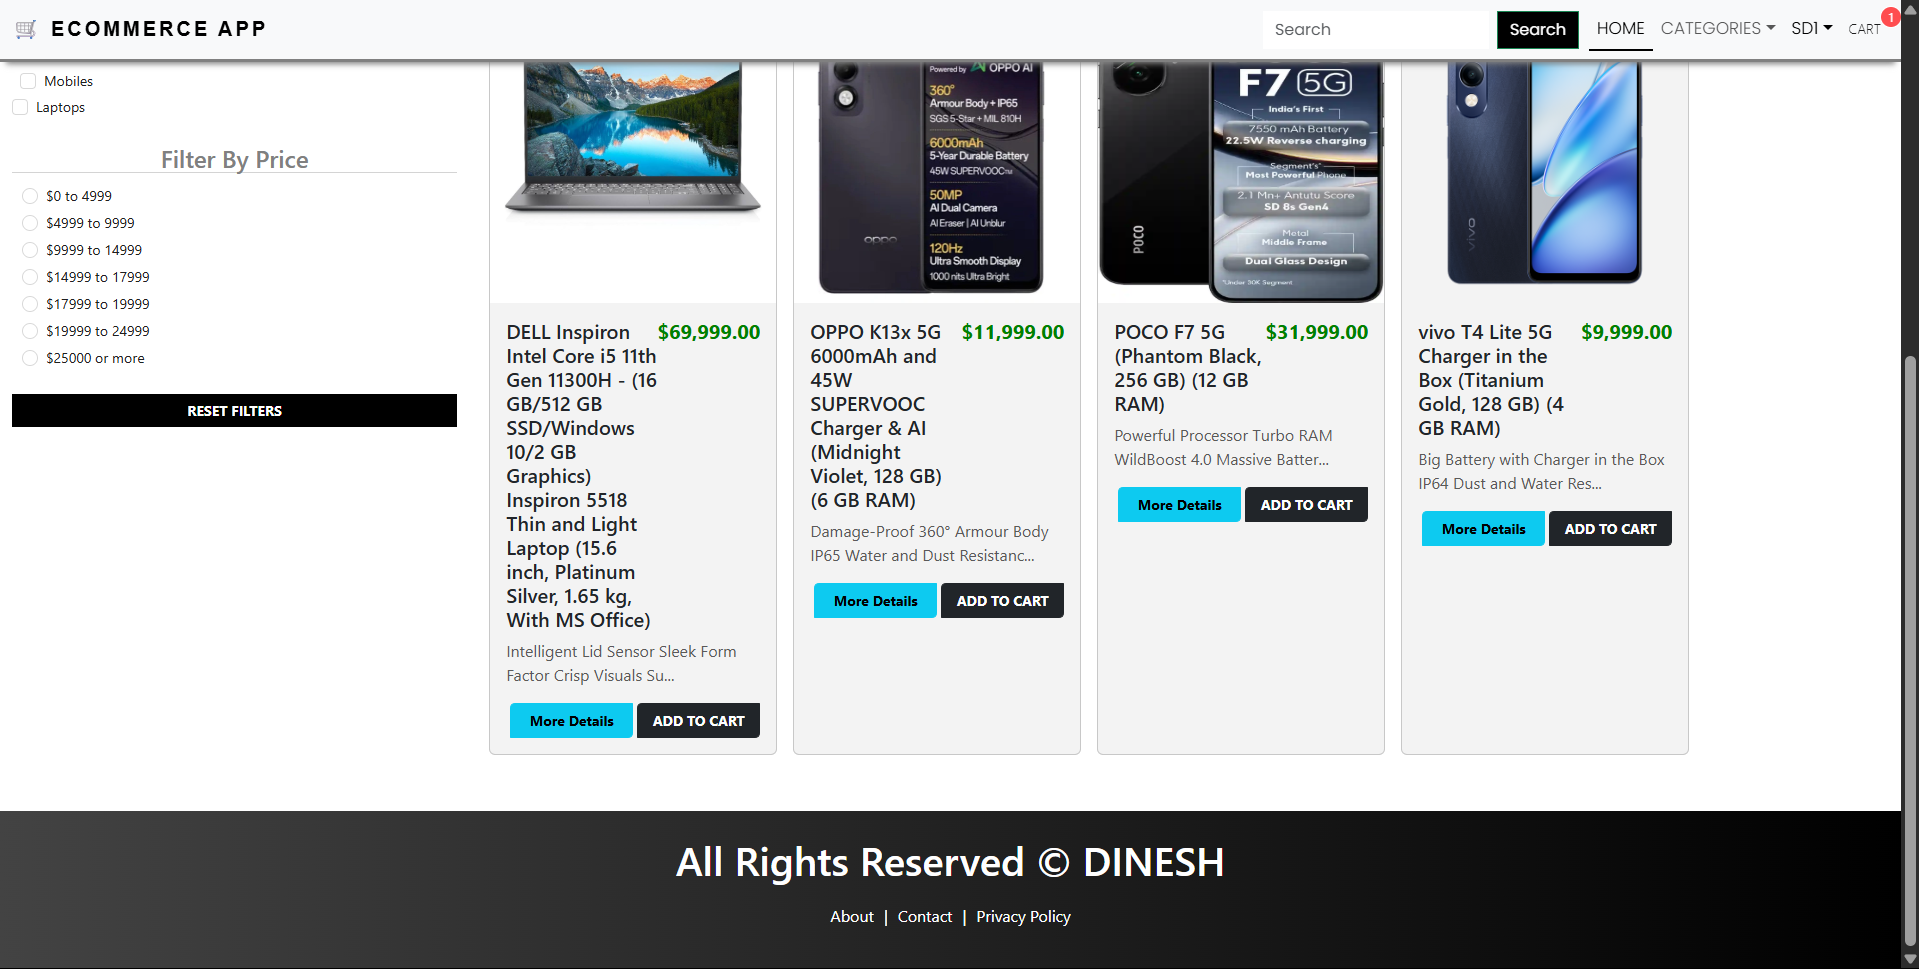 ECOMMERCE APP
Search
Search
HOME
CATEGORIES
SD1
CART
1
Mobiles
Laptops
Filter By Price
$0 to 4999
$4999 to 9999
$9999 to 14999
$14999 to 17999
$17999 to 19999
$19999 to 24999
$25000 or more
RESET FILTERS
DELL Inspiron
Intel Core i5 11th
Gen 11300H - (16
GB/512 GB
SSD/Windows
10/2 GB
Graphics)
Inspiron 5518
Thin and Light
Laptop (15.6
inch, Platinum
Silver, 1.65 kg,
With MS Office)
$69,999.00
Intelligent Lid Sensor Sleek Form
Factor Crisp Visuals Su...
More Details
ADD TO CART
Powered by OPPO AI
360°
Armour Body + IP65
SGS 5-Star + MIL 810H
6000mAh
5-Year Durable Battery
45W SUPERVOOC™
50MP
AI Dual Camera
AI Eraser | AI Unblur
120Hz
Ultra Smooth Display
1000 nits Ultra Bright
oppo
OPPO K13x 5G
6000mAh and
45W
SUPERVOOC
Charger & AI
(Midnight
Violet, 128 GB)
(6 GB RAM)
$11,999.00
Damage-Proof 360° Armour Body
IP65 Water and Dust Resistanc...
More Details
ADD TO CART
F7 5G
India's First
7550 mAh Battery
22.5W Reverse charging
Segment's*
Most Powerful Phone
2.1 Mn+ Antutu Score
SD 8s Gen4
Metal
Middle Frame
Dual Glass Design
*Under 30K Segment
POCO
POCO F7 5G
(Phantom Black,
256 GB) (12 GB
RAM)
$31,999.00
Powerful Processor Turbo RAM
WildBoost 4.0 Massive Batter...
More Details
ADD TO CART
vivo
vivo T4 Lite 5G
Charger in the
Box (Titanium
Gold, 128 GB) (4
GB RAM)
$9,999.00
Big Battery with Charger in the Box
IP64 Dust and Water Res...
More Details
ADD TO CART
All Rights Reserved © DINESH
About | Contact | Privacy Policy